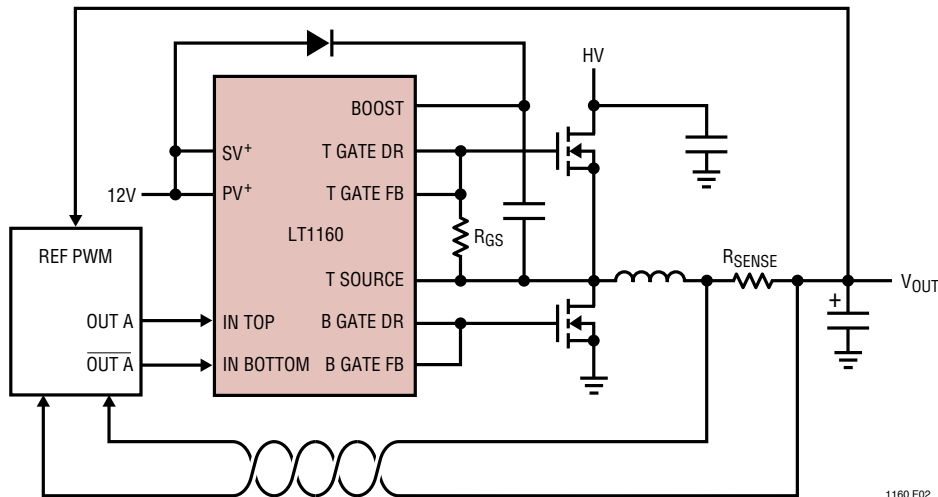 HV
BOOST
SV+
T GATE DR
12V
PV+
T GATE FB
LT1160
RGS
REF PWM
RSENSE
T SOURCE
VOUT
+
OUT A
IN TOP
B GATE DR
OUT A
IN BOTTOM
B GATE FB
1160 F02